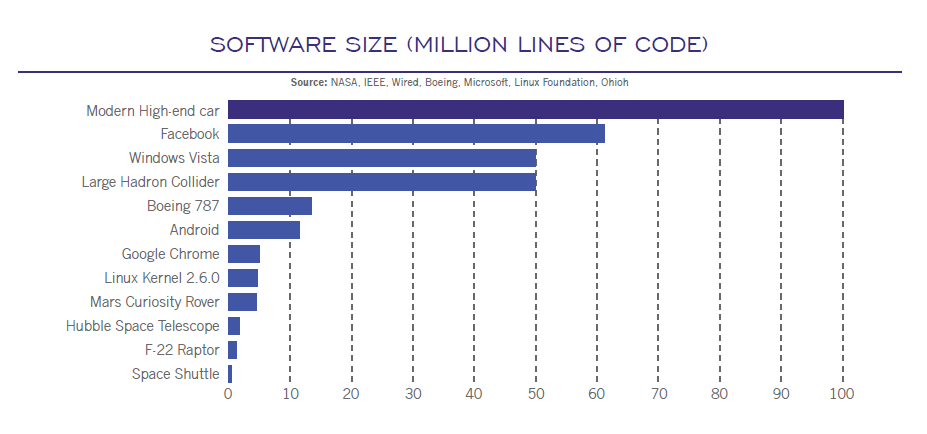 SOFTWARE SIZE (MILLION LINES OF CODE)
Source: NASA, IEEE, Wired, Boeing, Microsoft, Linux Foundation, Ohioh
Modern High-end car
Facebook
Windows Vista
Large Hadron Collider
Boeing 787
Android
Google Chrome
Linux Kernel 2.6.0
Mars Curiosity Rover
Hubble Space Telescope
F-22 Raptor
Space Shuttle
0 10 20 30 40 50 60 70 80 90 100